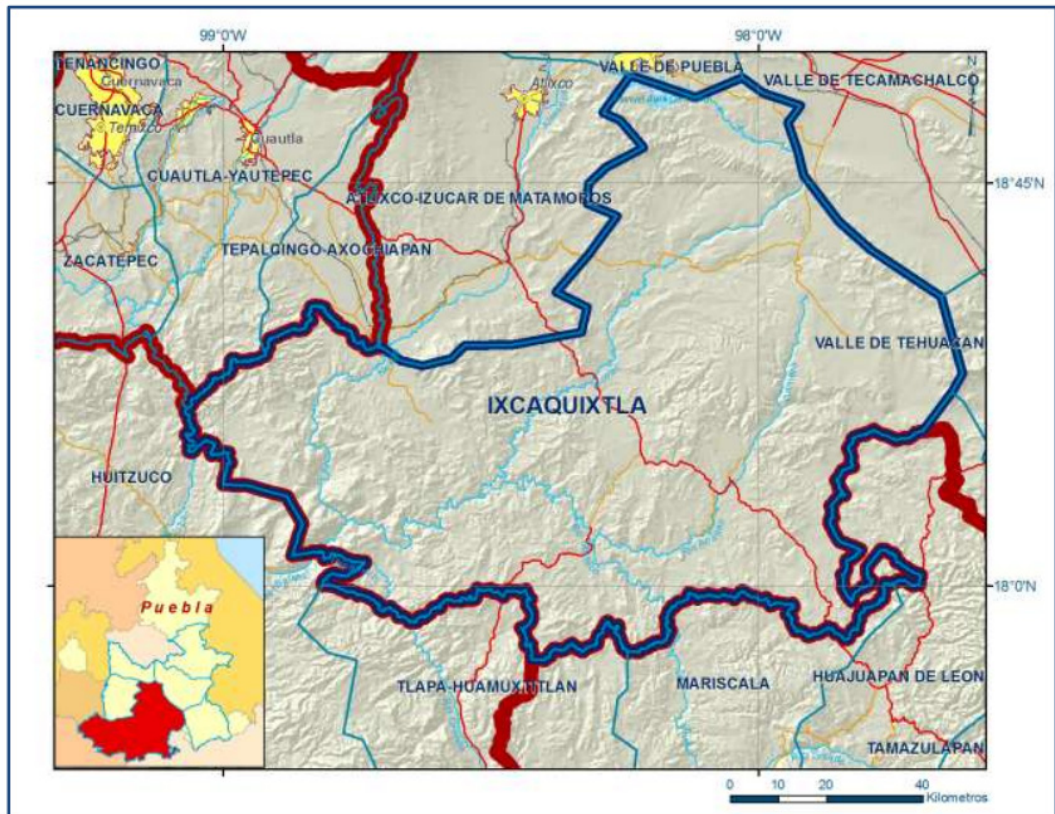 99°0'W
98°0'W
TENANCINGO
Cuernavaca
Atlixco
VALLE DE PUEBLA
VALLE DE TECAMACHALCO
N
CUERNAVACA
Temixco
Cuautla
CUAUTLA-YAUTEPEC
ATLIXCO-IZUCAR DE MATAMOROS
18°45'N
TEPALCINGO-AXOCHIAPAN
ZACATEPEC
VALLE DE TEHUACAN
IXCAQUIXTLA
HUITZUCO
Puebla
18°0'N
TLAPA-HUAMUXTITLAN
MARISCALA
HUAJUAPAN DE LEON
TAMAZULAPAN
0 10 20 40
Kilometros